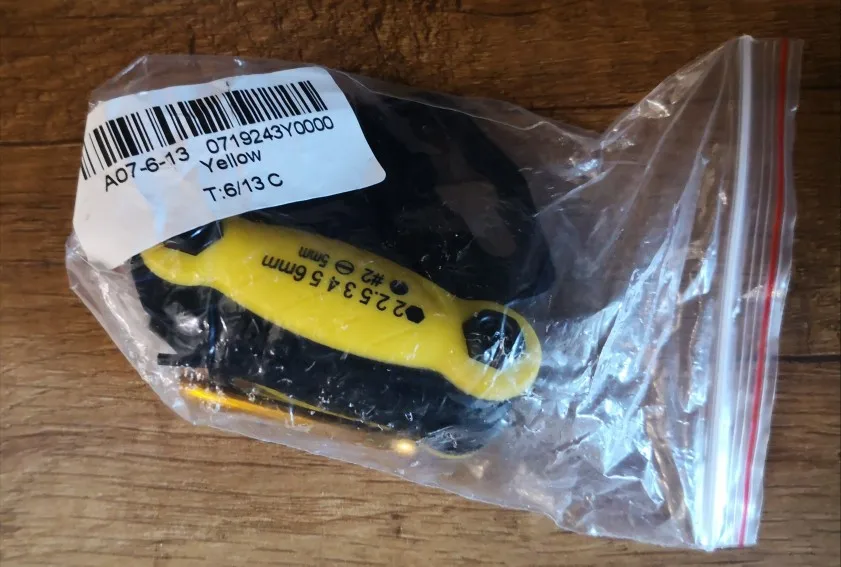 A07-6-13 0719243Y0000
Yellow
T:6/13 C
2 2.5 3 4 5 6mm
#2 5mm